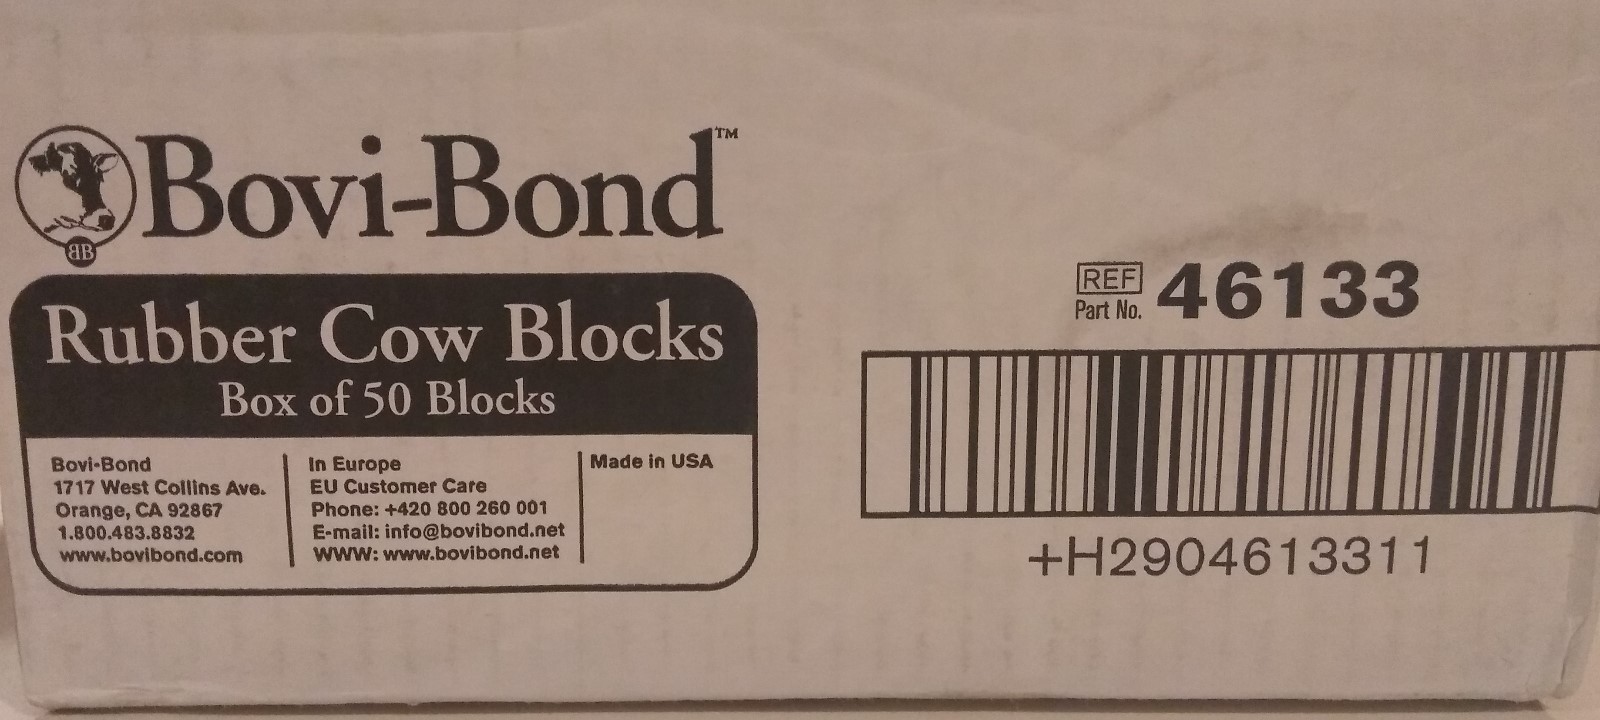 Bovi-Bond™
BB
Rubber Cow Blocks
Box of 50 Blocks
Bovi-Bond
1717 West Collins Ave.
Orange, CA 92867
1.800.483.8832
www.bovibond.com
In Europe
EU Customer Care
Phone: +420 800 260 001
E-mail: info@bovibond.net
WWW: www.bovibond.net
Made in USA
REF
Part No. 46133
+H2904613311